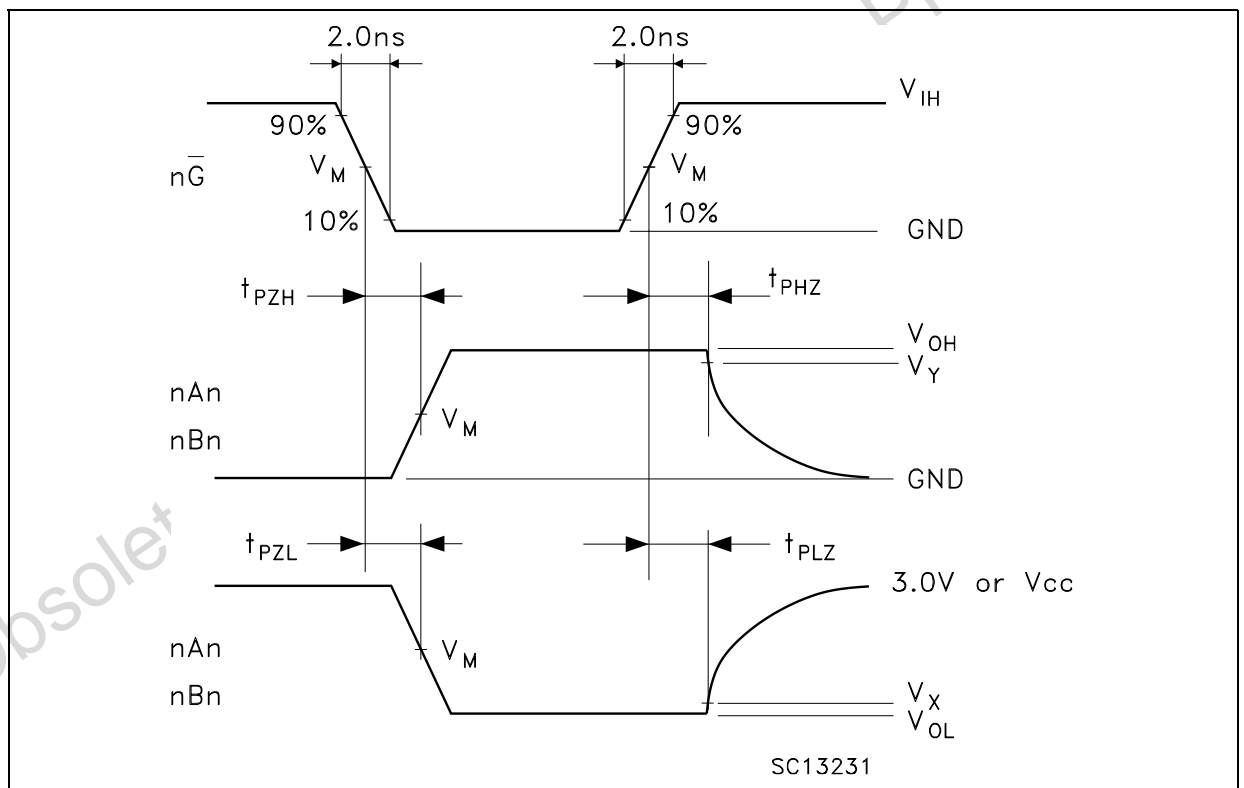 2.0ns 2.0ns
V_IH
90% 90%
nG̅ V_M V_M
10% 10%
GND
t_PZH t_PHZ
V_OH
V_Y
nAn
V_M
nBn
GND
t_PZL t_PLZ
3.0V or Vcc
nAn
V_M
nBn
V_X
V_OL
SC13231